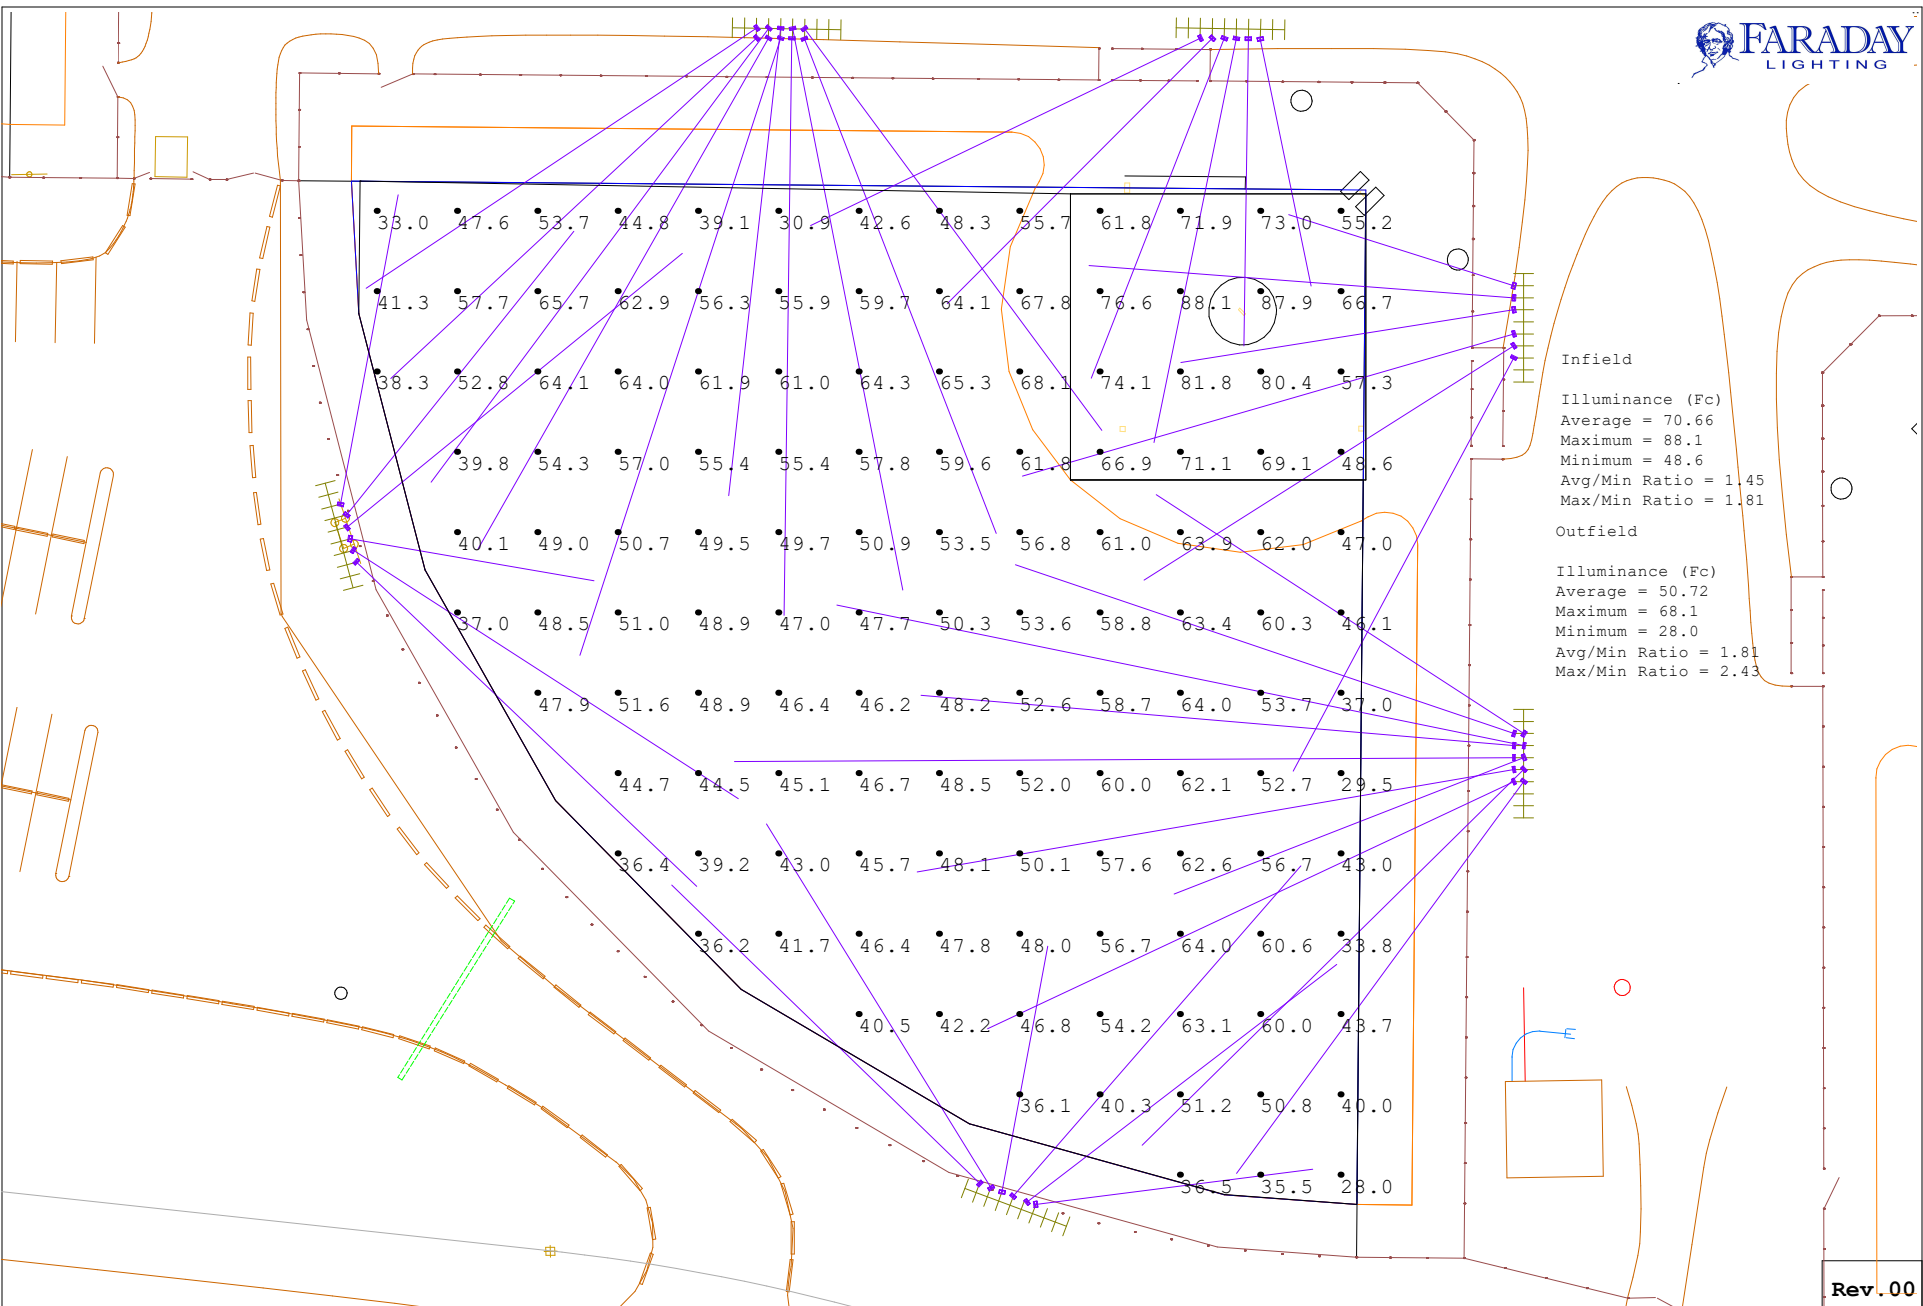 FARADAY
LIGHTING
33.0 47.6 53.7 44.8 39.1 30.9 42.6 48.3 55.7 61.8 71.9 73.0 55.2
41.3 57.7 65.7 62.9 56.3 55.9 59.7 64.1 67.8 76.6 88.1 87.9 66.7
38.3 52.8 64.1 64.0 61.9 61.0 64.3 65.3 68.1 74.1 81.8 80.4 57.3
39.8 54.3 57.0 55.4 55.4 57.8 59.6 61.8 66.9 71.1 69.1 48.6
40.1 49.0 50.7 49.5 49.7 50.9 53.5 56.8 61.0 63.9 62.0 47.0
37.0 48.5 51.0 48.9 47.0 47.7 50.3 53.6 58.8 63.4 60.3 46.1
47.9 51.6 48.9 46.4 46.2 48.2 52.6 58.7 64.0 53.7 37.0
44.7 44.5 45.1 46.7 48.5 52.0 60.0 62.1 52.7 29.5
36.4 39.2 43.0 45.7 48.1 50.1 57.6 62.6 56.7 43.0
36.2 41.7 46.4 47.8 48.0 56.7 64.0 60.6 33.8
40.5 42.2 46.8 54.2 63.1 60.0 43.7
36.1 40.3 51.2 50.8 40.0
36.5 35.5 28.0
Infield
Illuminance (Fc)
Average = 70.66
Maximum = 88.1
Minimum = 48.6
Avg/Min Ratio = 1.45
Max/Min Ratio = 1.81
Outfield
Illuminance (Fc)
Average = 50.72
Maximum = 68.1
Minimum = 28.0
Avg/Min Ratio = 1.81
Max/Min Ratio = 2.43
Rev.00